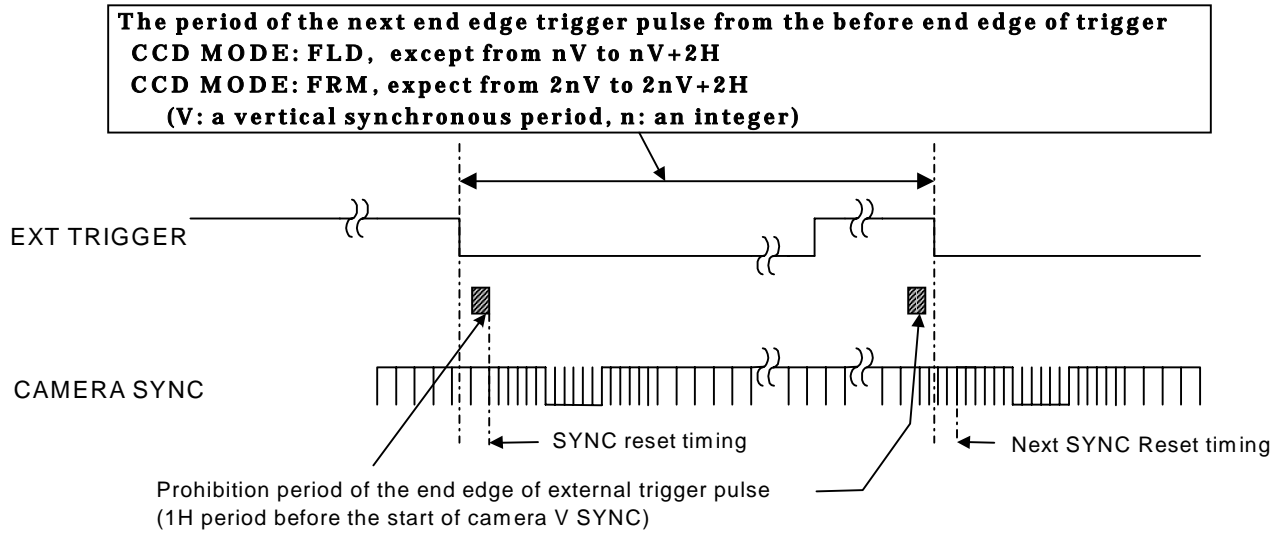 The period of the next end edge trigger pulse from the before end edge of trigger
CCD MODE: FLD, except from nV to nV+2H
CCD MODE: FRM, expect from 2nV to 2nV+2H
(V: a vertical synchronous period, n: an integer)
EXT TRIGGER
CAMERA SYNC
SYNC reset timing
Next SYNC Reset timing
Prohibition period of the end edge of external trigger pulse
(1H period before the start of camera V SYNC)